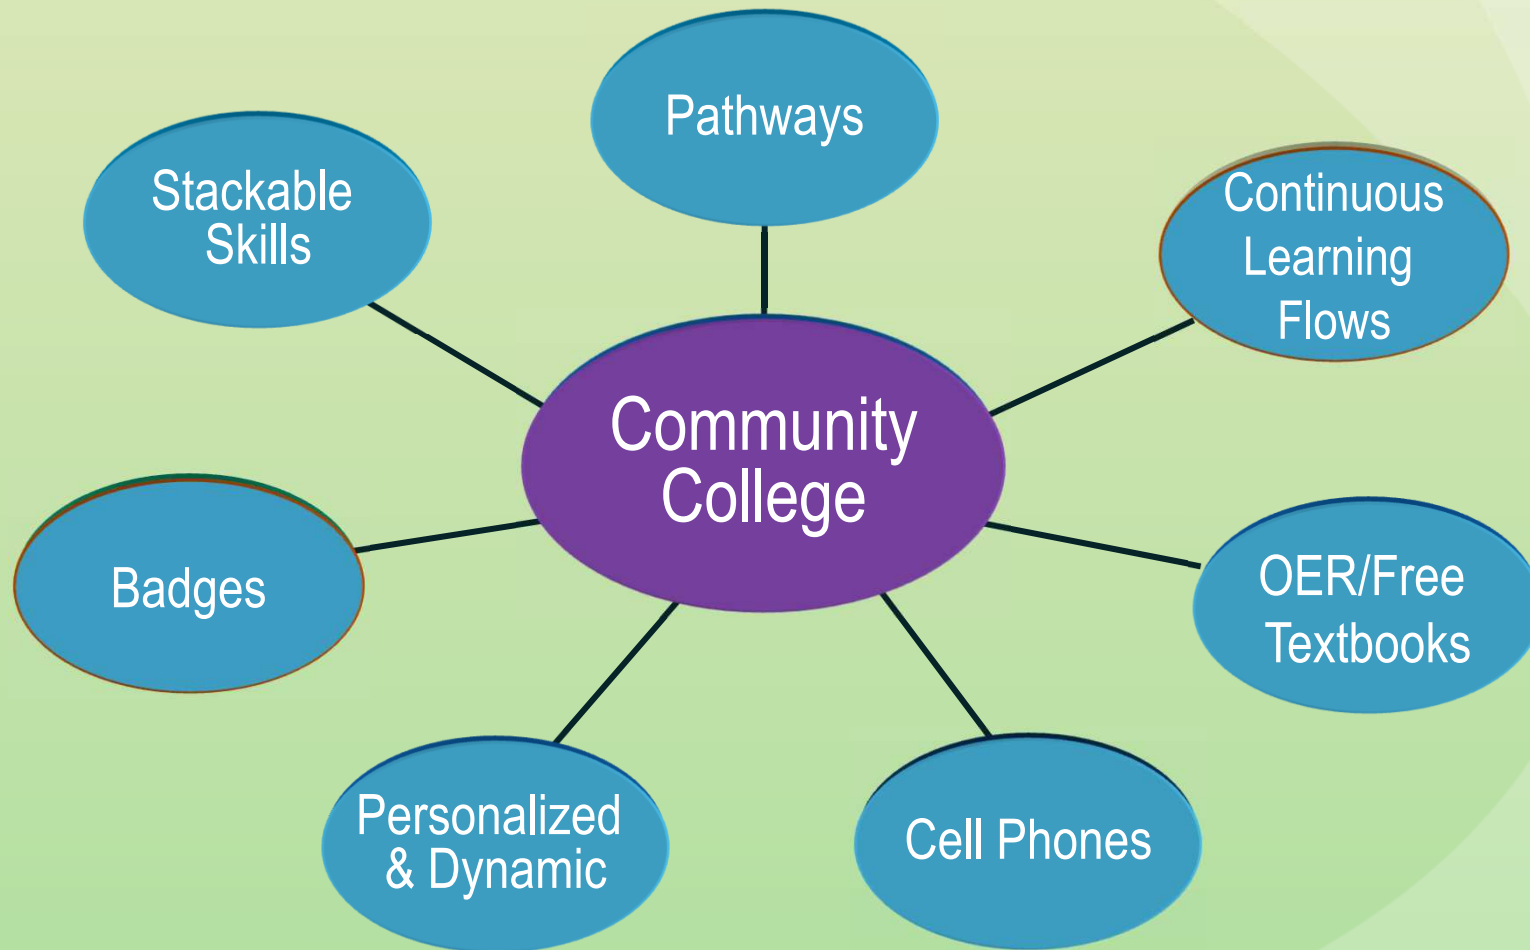 Pathways
Stackable
Skills
Continuous
Learning
Flows
Community
College
Badges
OER/Free
Textbooks
Personalized
& Dynamic
Cell Phones